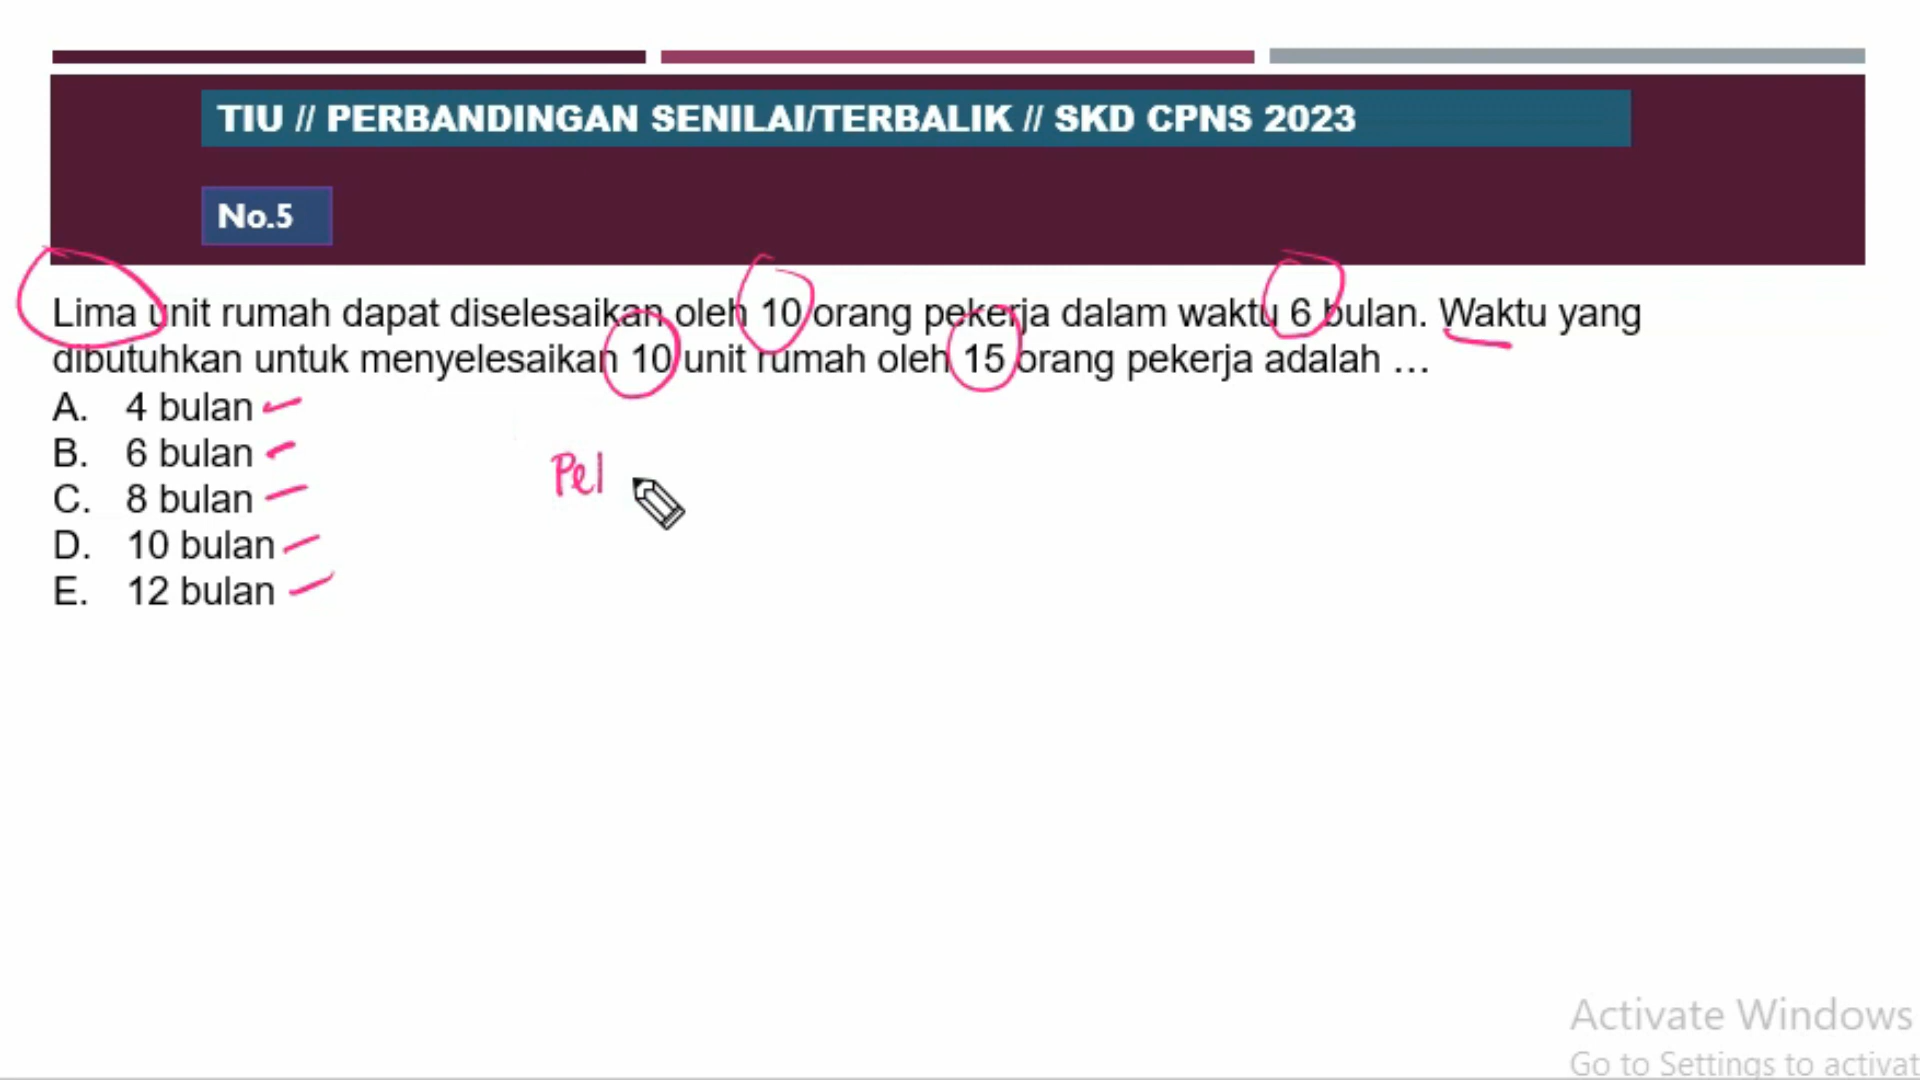 TIU // PERBANDINGAN SENILAI/TERBALIK // SKD CPNS 2023
No.5
Lima unit rumah dapat diselesaikan oleh 10 orang pekerja dalam waktu 6 bulan. Waktu yang
dibutuhkan untuk menyelesaikan 10 unit rumah oleh 15 orang pekerja adalah ...
A. 4 bulan
B. 6 bulan
C. 8 bulan
D. 10 bulan
E. 12 bulan
Pel
Activate Windows
Go to Settings to activat